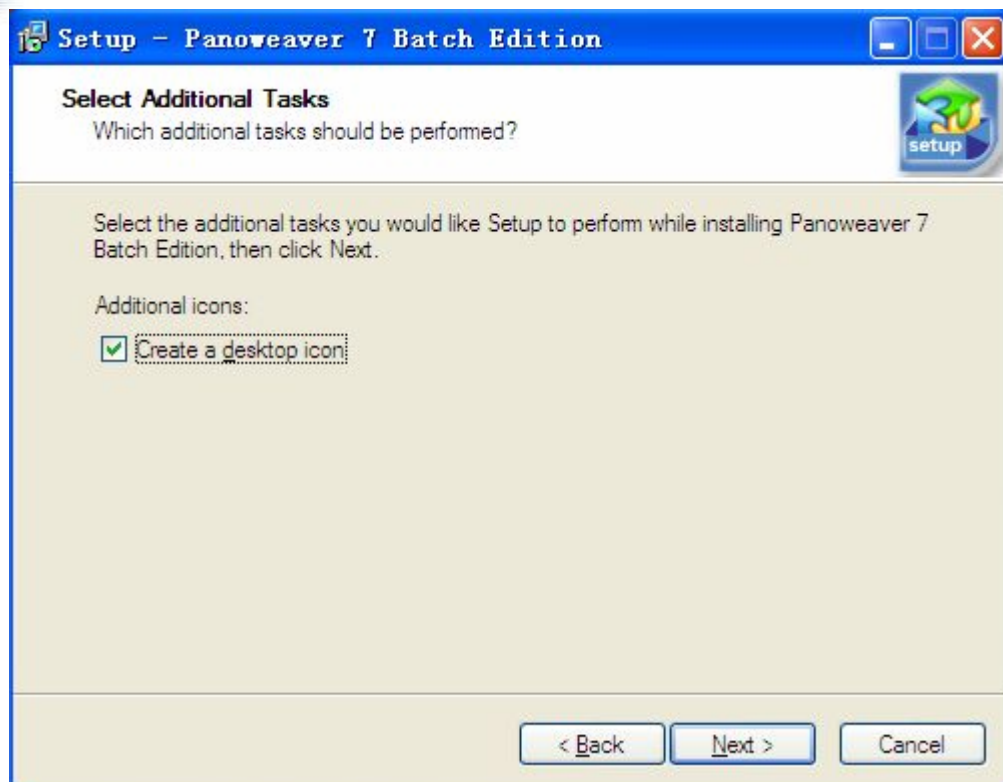 Setup - Panoweaver 7 Batch Edition
Select Additional Tasks
Which additional tasks should be performed?
setup
Select the additional tasks you would like Setup to perform while installing Panoweaver 7
Batch Edition, then click Next.
Additional icons:
Create a desktop icon
< Back
Next >
Cancel